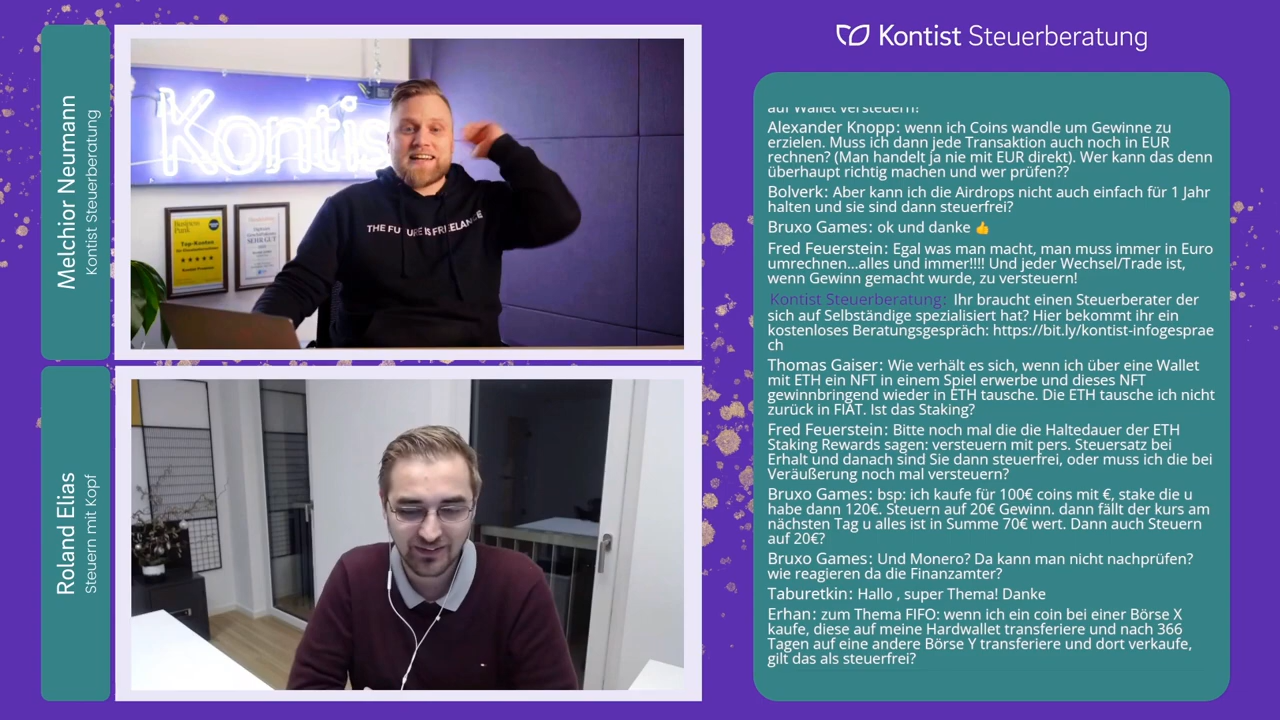 Melchior Neumann
Kontist Steuerberatung
Kontis
Business Punk
Top-Konten
★★★★★
SEHR GUT
THE FUTURE IS FREELANCE
Roland Elias
Steuern mit Kopf
Kontist Steuerberatung
auf Wallet versteuern?
Alexander Knopp: wenn ich Coins wandle um Gewinne zu
erzielen. Muss ich dann jede Transaktion auch noch in EUR
rechnen? (Man handelt ja nie mit EUR direkt). Wer kann das denn
überhaupt richtig machen und wer prüfen??
Bolverk: Aber kann ich die Airdrops nicht auch einfach für 1 Jahr
halten und sie sind dann steuerfrei?
Bruxo Games: ok und danke 👍
Fred Feuerstein: Egal was man macht, man muss immer in Euro
umrechnen...alles und immer!!!! Und jeder Wechsel/Trade ist,
wenn Gewinn gemacht wurde, zu versteuern!
Kontist Steuerberatung: Ihr braucht einen Steuerberater der
sich auf Selbständige spezialisiert hat? Hier bekommt ihr ein
kostenloses Beratungsgespräch: https://bit.ly/kontist-infogesprae
ch
Thomas Gaiser: Wie verhält es sich, wenn ich über eine Wallet
mit ETH ein NFT in einem Spiel erwerbe und dieses NFT
gewinnbringend wieder in ETH tausche. Die ETH tausche ich nicht
zurück in FIAT. Ist das Staking?
Fred Feuerstein: Bitte noch mal die die Haltedauer der ETH
Staking Rewards sagen: versteuern mit pers. Steuersatz bei
Erhalt und danach sind Sie dann steuerfrei, oder muss ich die bei
Veräußerung noch mal versteuern?
Bruxo Games: bsp: ich kaufe für 100€ coins mit €, stake die u
habe dann 120€. Steuern auf 20€ Gewinn. dann fällt der kurs am
nächsten Tag u alles ist in Summe 70€ wert. Dann auch Steuern
auf 20€?
Bruxo Games: Und Monero? Da kann man nicht nachprüfen?
wie reagieren da die Finanzamter?
Taburetkin: Hallo , super Thema! Danke
Erhan: zum Thema FIFO: wenn ich ein coin bei einer Börse X
kaufe, diese auf meine Hardwallet transferiere und nach 366
Tagen auf eine andere Börse Y transferiere und dort verkaufe,
gilt das als steuerfrei?